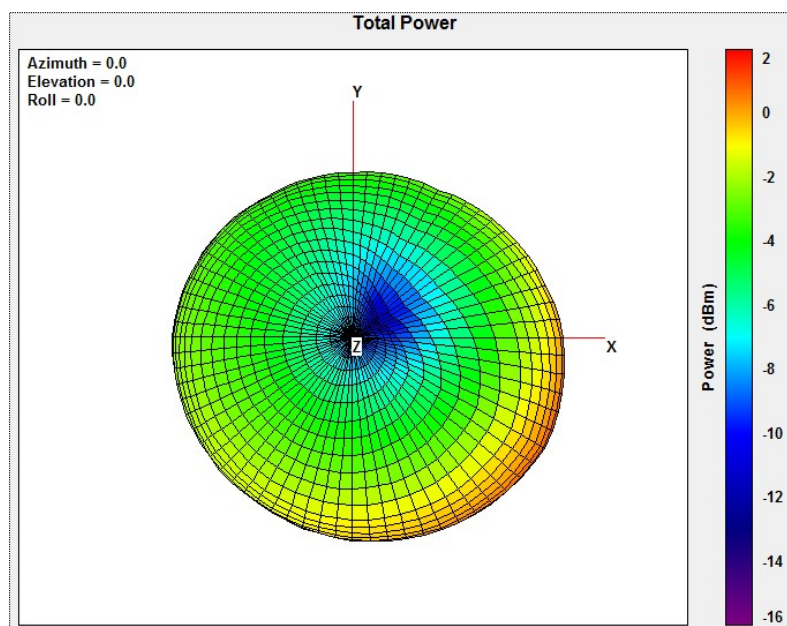 Total Power
Azimuth = 0.0
Elevation = 0.0
Roll = 0.0
Y
Z
X
2
0
-2
-4
-6
-8
-10
-12
-14
-16
Power (dBm)